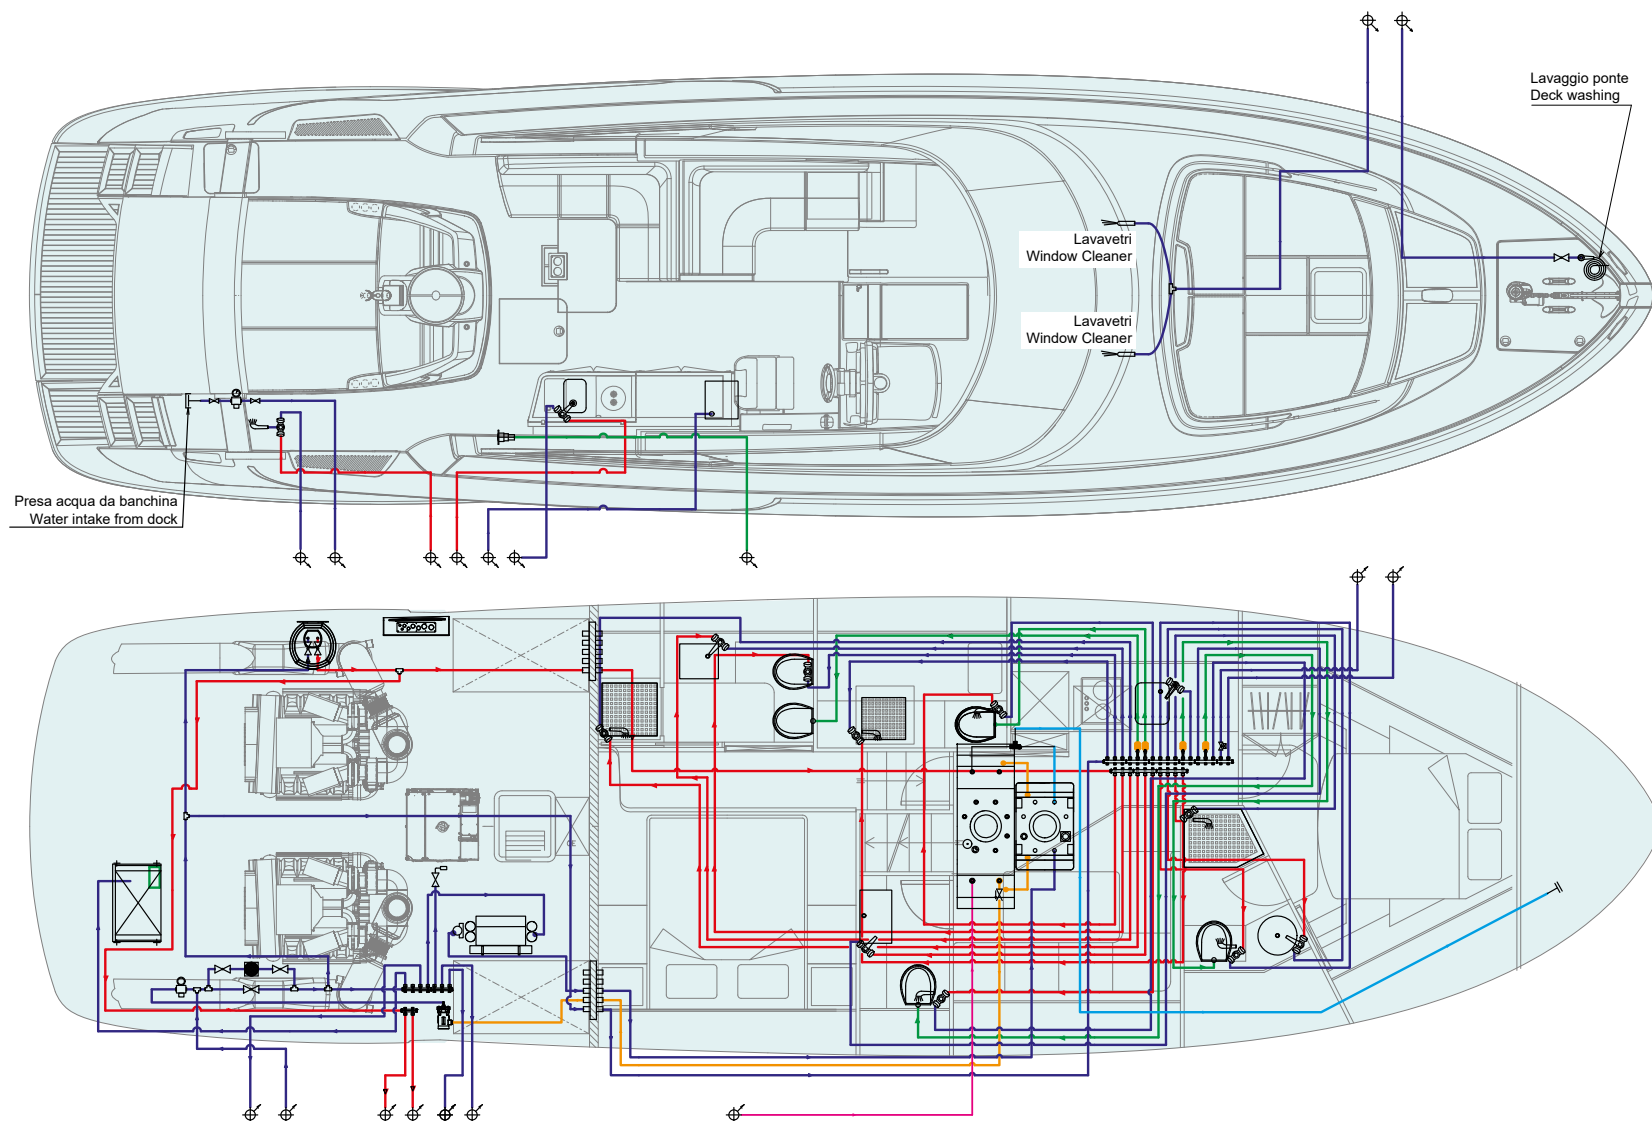 Lavaggio ponte
Deck washing
Lavavetri
Window Cleaner
Lavavetri
Window Cleaner
Presa acqua da banchina
Water intake from dock